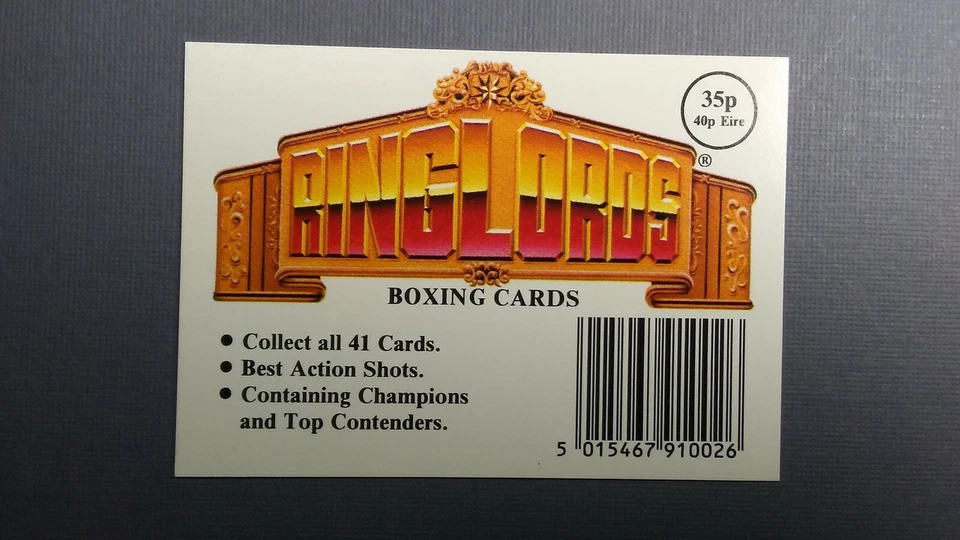 35p
40p Eire
RINGLORDS
®
BOXING CARDS
● Collect all 41 Cards.
● Best Action Shots.
● Containing Champions
and Top Contenders.
5 015467 910026